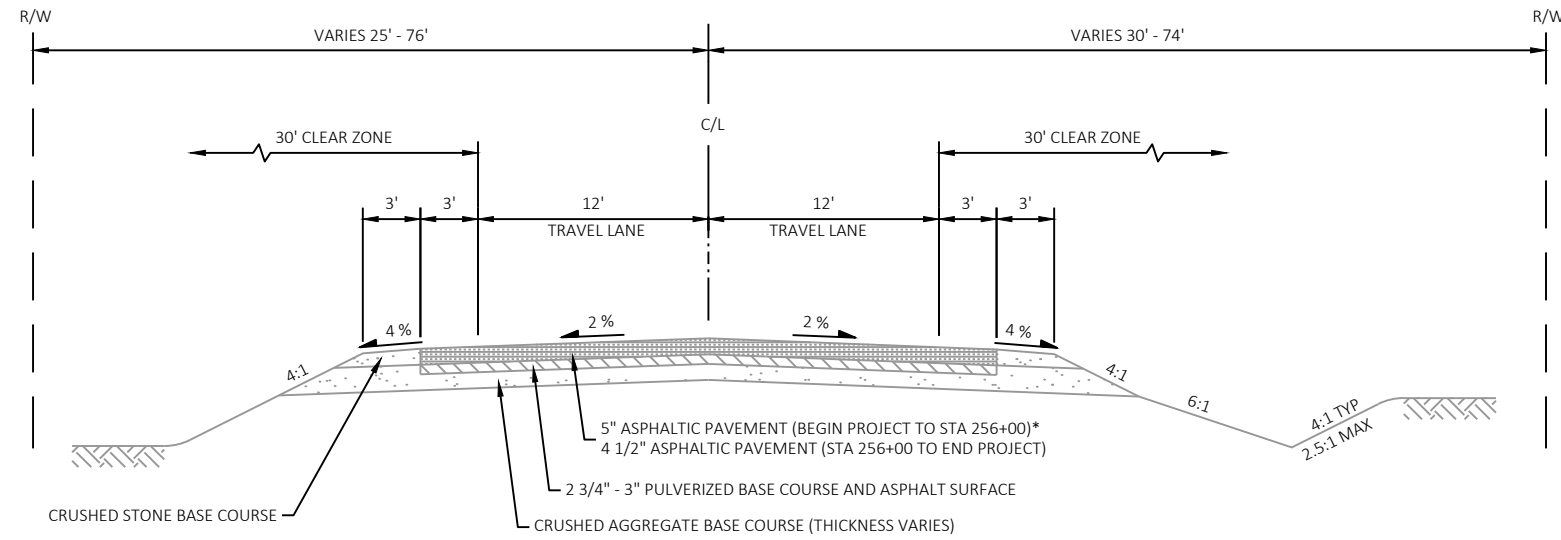 R/W
R/W
VARIES 25' - 76'
VARIES 30' - 74'
C/L
30' CLEAR ZONE
30' CLEAR ZONE
3'
3'
12'
12'
3'
3'
TRAVEL LANE
TRAVEL LANE
4 %
2 %
2 %
4 %
4:1
4:1
6:1
4:1 TYP
2.5:1 MAX
5" ASPHALTIC PAVEMENT (BEGIN PROJECT TO STA 256+00)*
4 1/2" ASPHALTIC PAVEMENT (STA 256+00 TO END PROJECT)
2 3/4" - 3" PULVERIZED BASE COURSE AND ASPHALT SURFACE
CRUSHED STONE BASE COURSE
CRUSHED AGGREGATE BASE COURSE (THICKNESS VARIES)